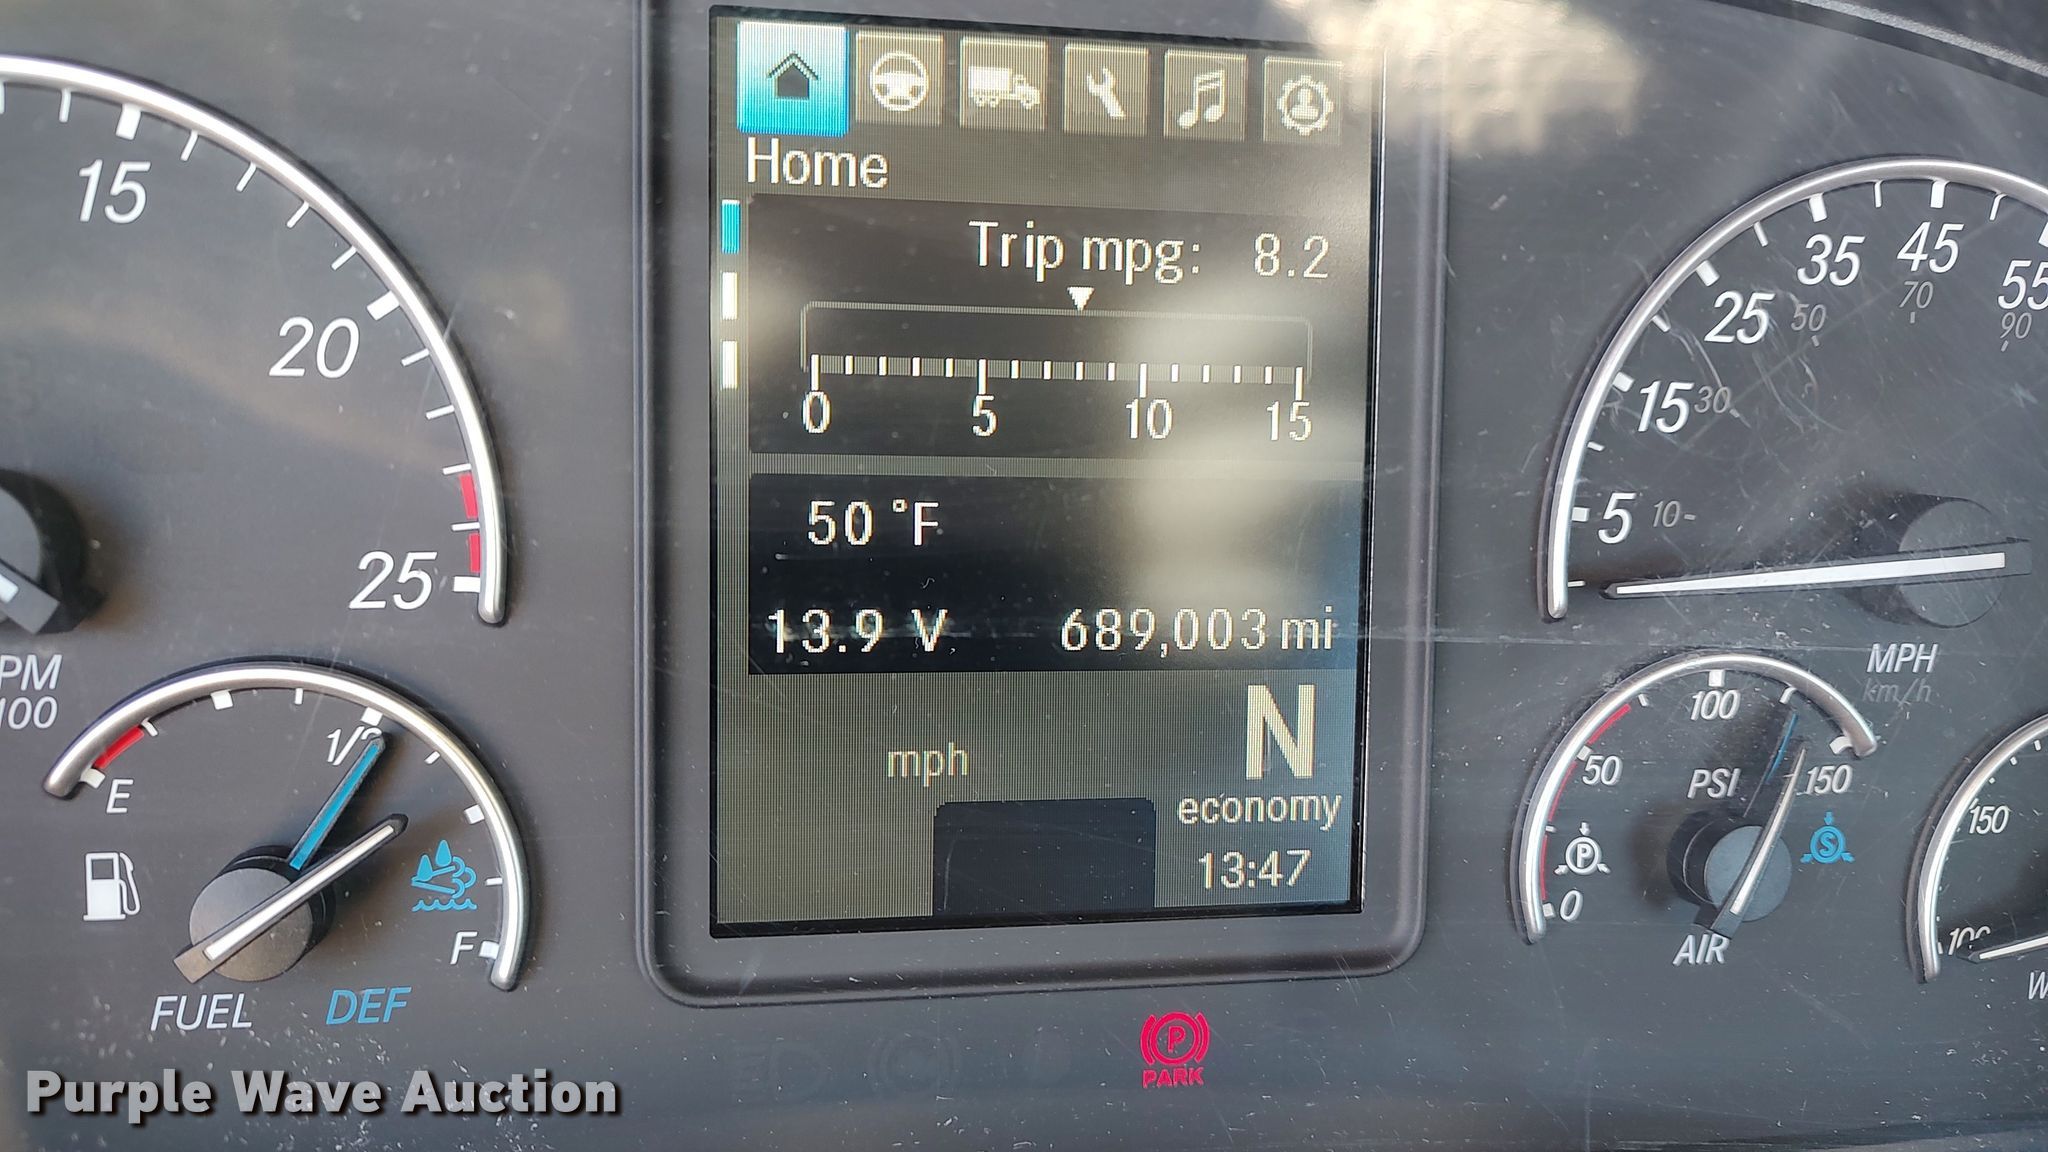 Home
Trip mpg: 8.2
0 5 10 15
50 °F
13.9 V 689,003 mi
mph
N
economy
13:47
15
20
25
PM
100
E
1/2
F
FUEL
DEF
5 10
15 30
25 50
35
45 70
55 90
MPH
km/h
0
50
100
150
PSI
P
S
AIR
100
150
W
P
PARK
Purple Wave Auction